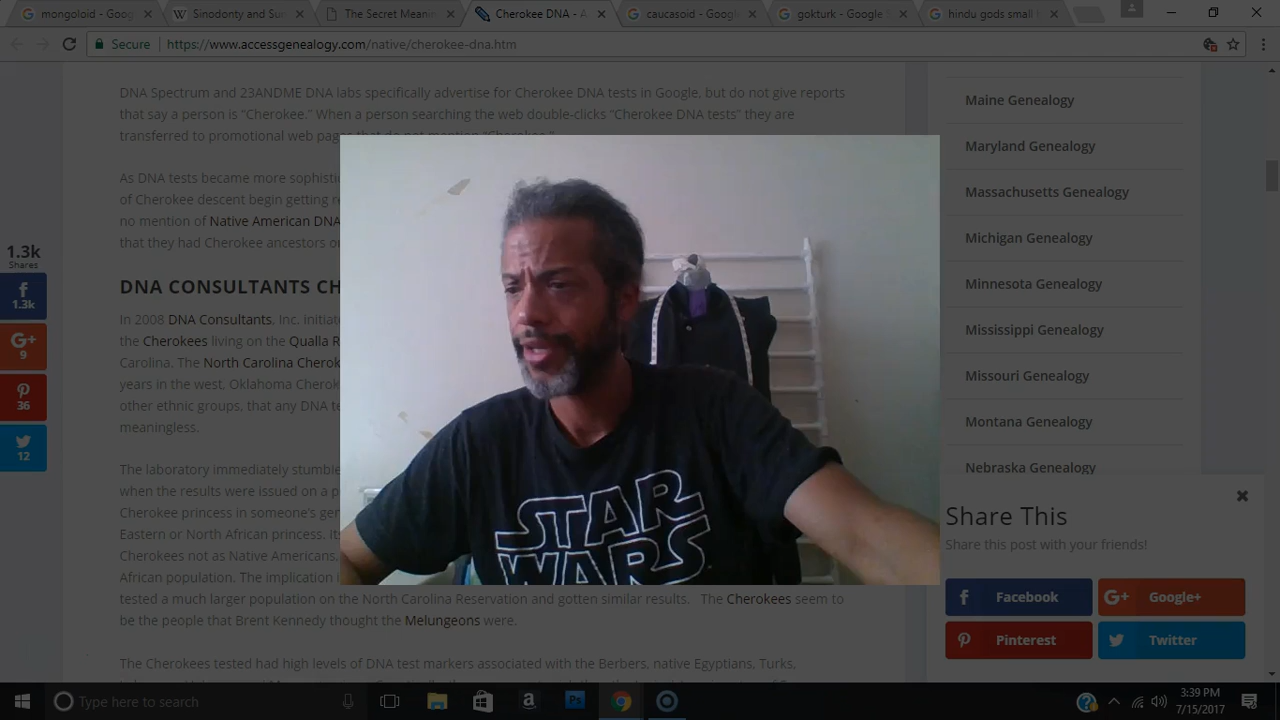 mongoloid - Goog
Sinodonty and Su
The Secret Meani
Cherokee DNA - A
caucasoid - Goog
gokturk - Google
hindu gods small
Secure https://www.accessgenealogy.com/native/cherokee-dna.htm
DNA Spectrum and 23ANDME DNA labs specifically advertise for Cherokee DNA tests in Google, but do not give reports
that say a person is “Cherokee.” When a person searching the web double-clicks “Cherokee DNA tests” they are
transferred to promotional web pages that do not mention “Cherokee.”
As DNA tests became more sophisti
of Cherokee descent begin getting r
no mention of Native American DNA
that they had Cherokee ancestors o
DNA CONSULTANTS CH
In 2008 DNA Consultants, Inc. initiat
the Cherokees living on the Qualla R
Carolina. The North Carolina Cherok
years in the west, Oklahoma Cherok
other ethnic groups, that any DNA te
meaningless.
The laboratory immediately stumble
when the results were issued on a p
Cherokee princess in someone’s gen
Eastern or North African princess. Its
Cherokees not as Native Americans,
African population. The implication
tested a much larger population on the North Carolina Reservation and gotten similar results. The Cherokees seem to
be the people that Brent Kennedy thought the Melungeons were.
The Cherokees tested had high levels of DNA test markers associated with the Berbers, native Egyptians, Turks,
1.3k
Shares
1.3k
G+
9
36
12
STAR
WARS
Maine Genealogy
Maryland Genealogy
Massachusetts Genealogy
Michigan Genealogy
Minnesota Genealogy
Mississippi Genealogy
Missouri Genealogy
Montana Genealogy
Nebraska Genealogy
Share This
Share this post with your friends!
Facebook
G+ Google+
Pinterest
Twitter
Type here to search
3:39 PM
7/15/2017